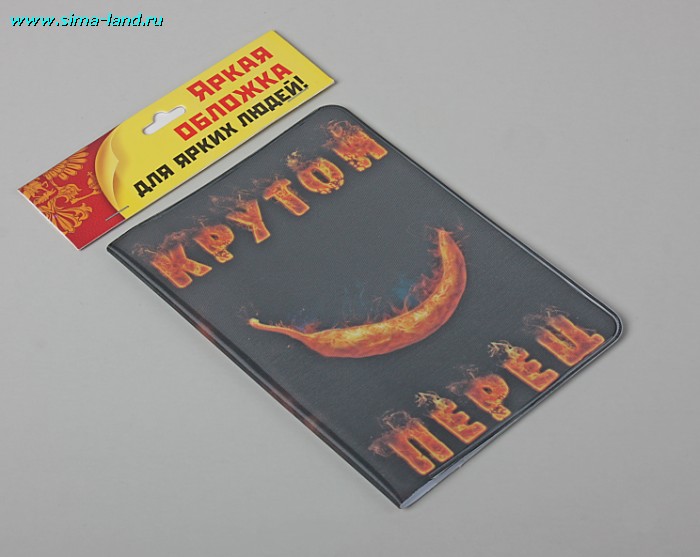 www.sima-land.ru
ЯРКАЯ
ОБЛОЖКА
ДЛЯ ЯРКИХ ЛЮДЕЙ!
КРУТОЙ
ПЕРЕЦ